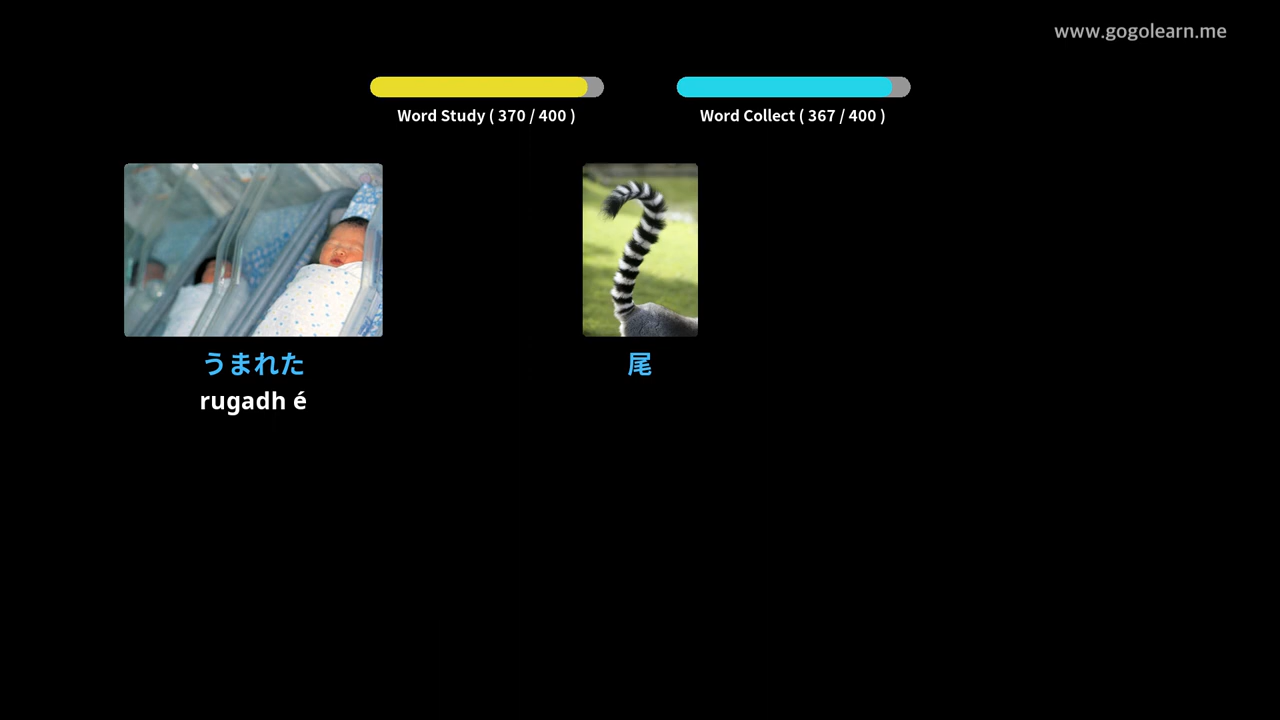 www.gogolearn.me
Word Study ( 370 / 400 )
Word Collect ( 367 / 400 )
うまれた
rugadh é
尾